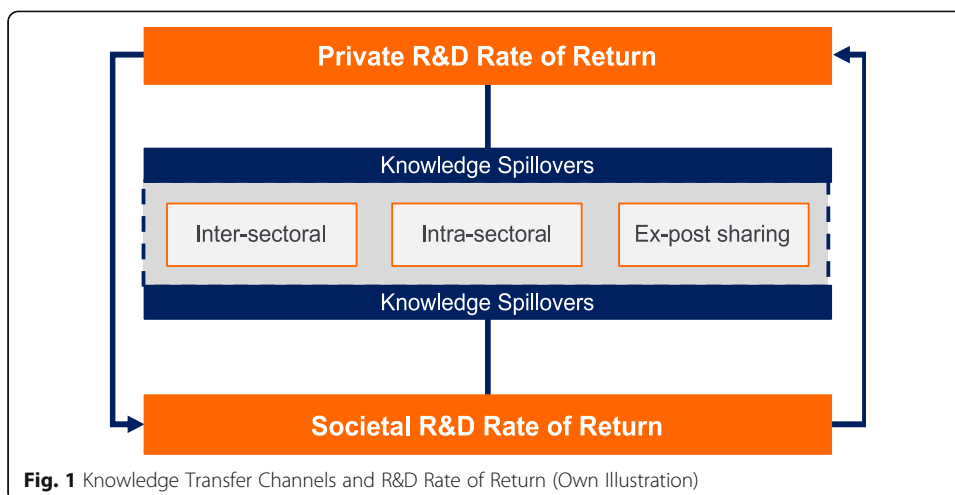 Private R&D Rate of Return
Knowledge Spillovers
Inter-sectoral
Intra-sectoral
Ex-post sharing
Knowledge Spillovers
Societal R&D Rate of Return
Fig. 1 Knowledge Transfer Channels and R&D Rate of Return (Own Illustration)